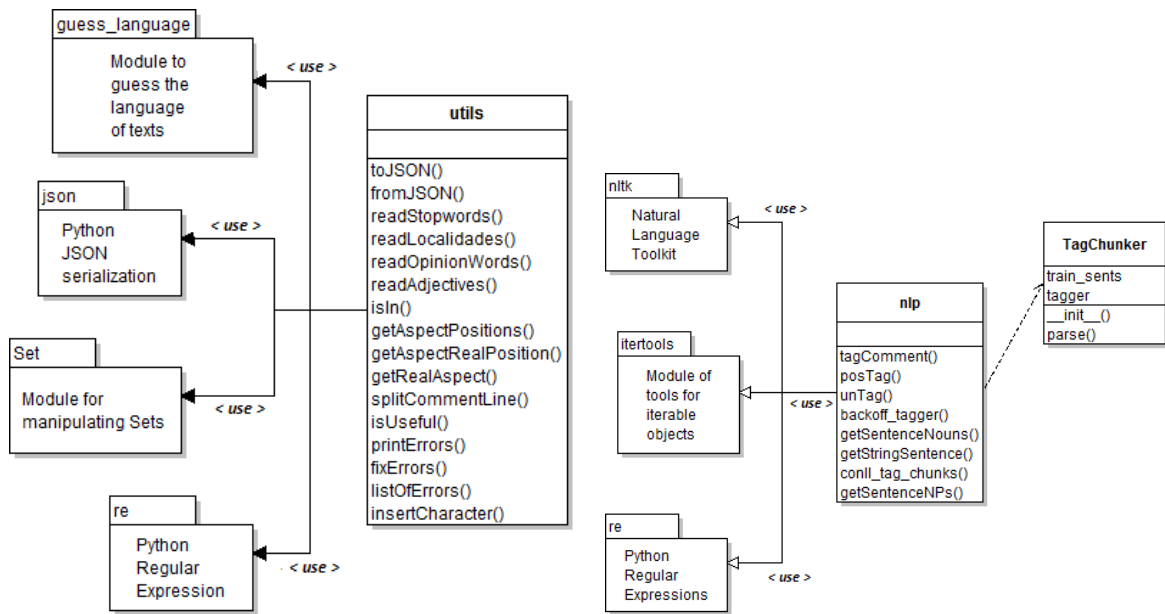 guess_language
Module to
guess the
language
of texts
< use >
json
Python
JSON
serialization
< use >
Set
Module for
manipulating Sets
< use >
re
Python
Regular
Expression
< use >
utils
toJSON()
fromJSON()
readStopwords()
readLocalidades()
readOpinionWords()
readAdjectives()
isIn()
getAspectPositions()
getAspectRealPosition()
getRealAspect()
splitCommentLine()
isUseful()
printErrors()
fixErrors()
listOfErrors()
insertCharacter()
nltk
Natural
Language
Toolkit
< use >
itertools
Module of
tools for
iterable
objects
< use >
re
Python
Regular
Expressions
< use >
nlp
tagComment()
posTag()
unTag()
backoff_tagger()
getSentenceNouns()
getStringSentence()
conll_tag_chunks()
getSentenceNPs()
TagChunker
train_sents
tagger
__init__()
parse()